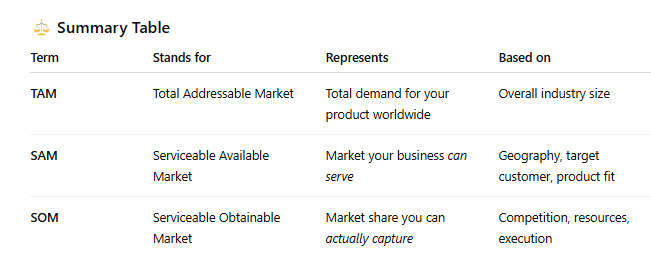 ⚖️ Summary Table
Term Stands for Represents Based on
TAM Total Addressable Market Total demand for your Overall industry size
product worldwide
SAM Serviceable Available Market your business can Geography, target
Market serve customer, product fit
SOM Serviceable Obtainable Market share you can Competition, resources,
Market actually capture execution